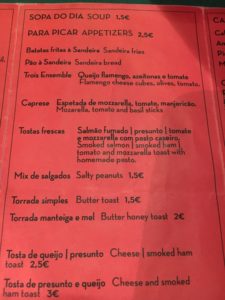 SOPA DO DIA SOUP 1,5€
PARA PICAR APPETIZERS 2,5€
Batatas fritas à Sandeira Sandeira fries
Pão à Sandeira Sandeira bread
Trois Ensemble Queijo flamengo, azeitonas e tomate
Flamengo cheese cubes, olives, tomato.
Caprese Espetada de mozzarella, tomate, manjericão.
Mozarella, tomato and basil sticks
Tostas frescas Salmão fumado | presunto | tomate
e mozzarella com pesto caseiro.
Smoked salmon | smoked ham |
tomato and mozzarella toast with
homemade pesto.
Mix de salgados Salty peanuts 1,5€
Torrada simples Butter toast 1,5€
Torrada manteiga e mel Butter honey toast 2€
Tosta de queijo | presunto Cheese | smoked ham
toast 2,5€
Tosta de presunto e queijo Cheese and smoked
ham toast 3€